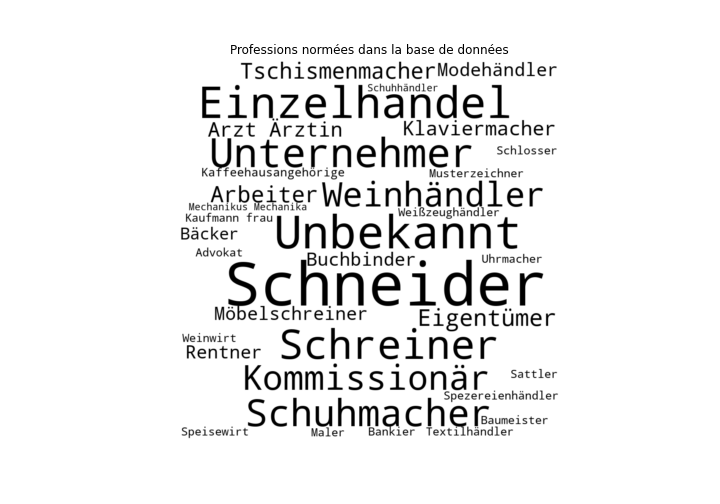 Professions normées dans la base de données
Tschismenmacher Modehändler
Schuhhändler
Einzelhandel
Arzt Ärztin Klaviermacher
Unternehmer Schlosser
Kaffeehausangehörige Musterzeichner
Arbeiter Weinhändler
Mechanikus Mechanika
Weißzeughändler
Kaufmann frau
Bäcker Unbekannt
Advokat Buchbinder Uhrmacher
Schneider
Möbelschreiner Eigentümer
Weinwirt
Rentner Schreiner
Kommissionär Sattler
Spezereienhändler
Schuhmacher Baumeister
Speisewirt Maler Bankier Textilhändler